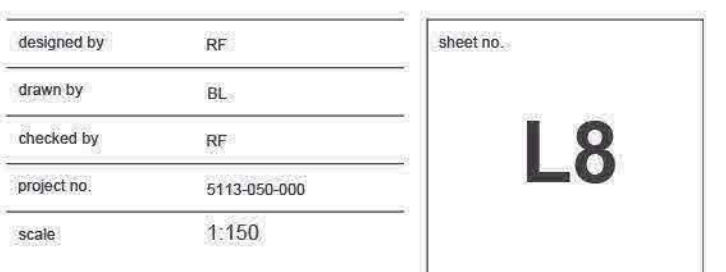 designed by RF
drawn by BL
checked by RF
project no. 5113-050-000
scale 1:150
sheet no.
L8